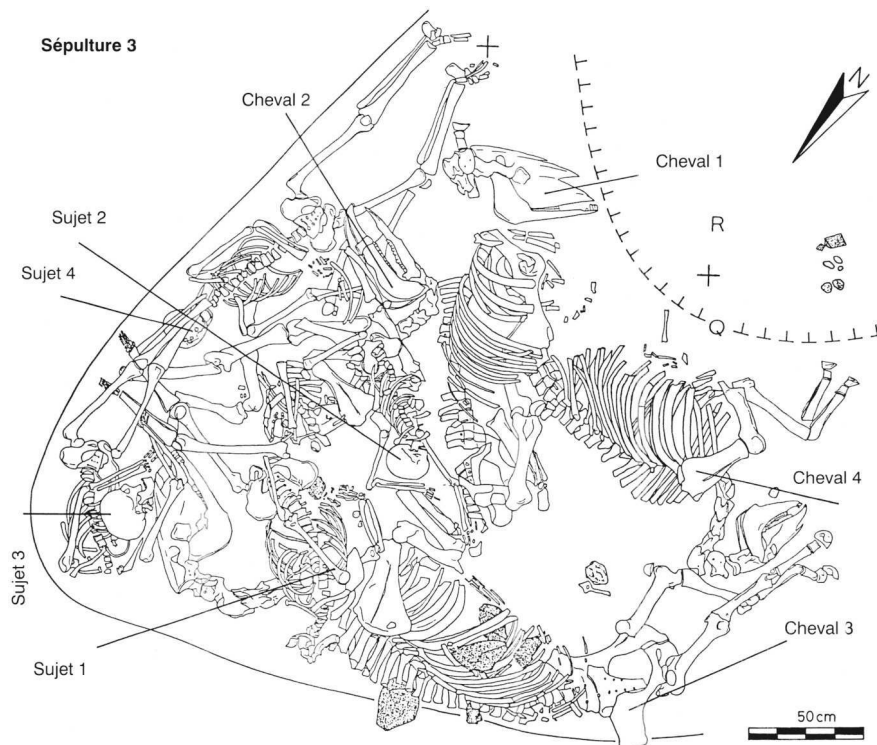 Sépulture 3
N
Cheval 2
Cheval 1
Sujet 2
R
Sujet 4
Q
Cheval 4
Sujet 3
Cheval 3
Sujet 1
50 cm